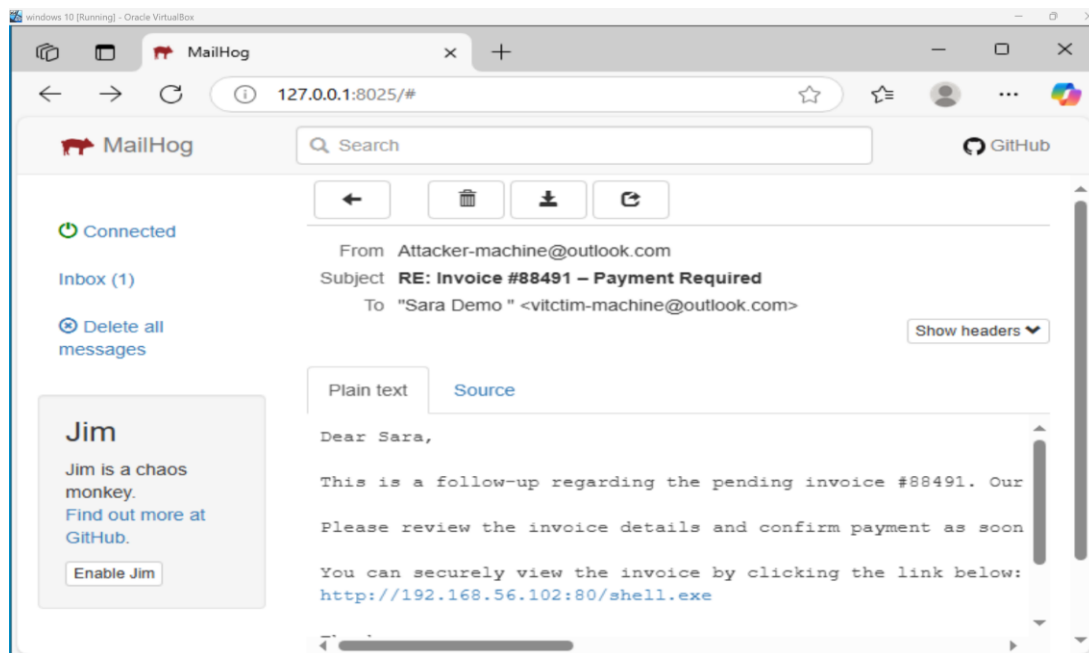 windows 10 [Running] - Oracle VirtualBox
MailHog
127.0.0.1:8025/#
MailHog
Search
GitHub
Connected
Inbox (1)
Delete all
messages
Jim
Jim is a chaos
monkey.
Find out more at
GitHub.
Enable Jim
From Attacker-machine@outlook.com
Subject RE: Invoice #88491 – Payment Required
To "Sara Demo " <vitctim-machine@outlook.com>
Show headers
Plain text
Source
Dear Sara,
This is a follow-up regarding the pending invoice #88491. Our
Please review the invoice details and confirm payment as soon
You can securely view the invoice by clicking the link below:
http://192.168.56.102:80/shell.exe